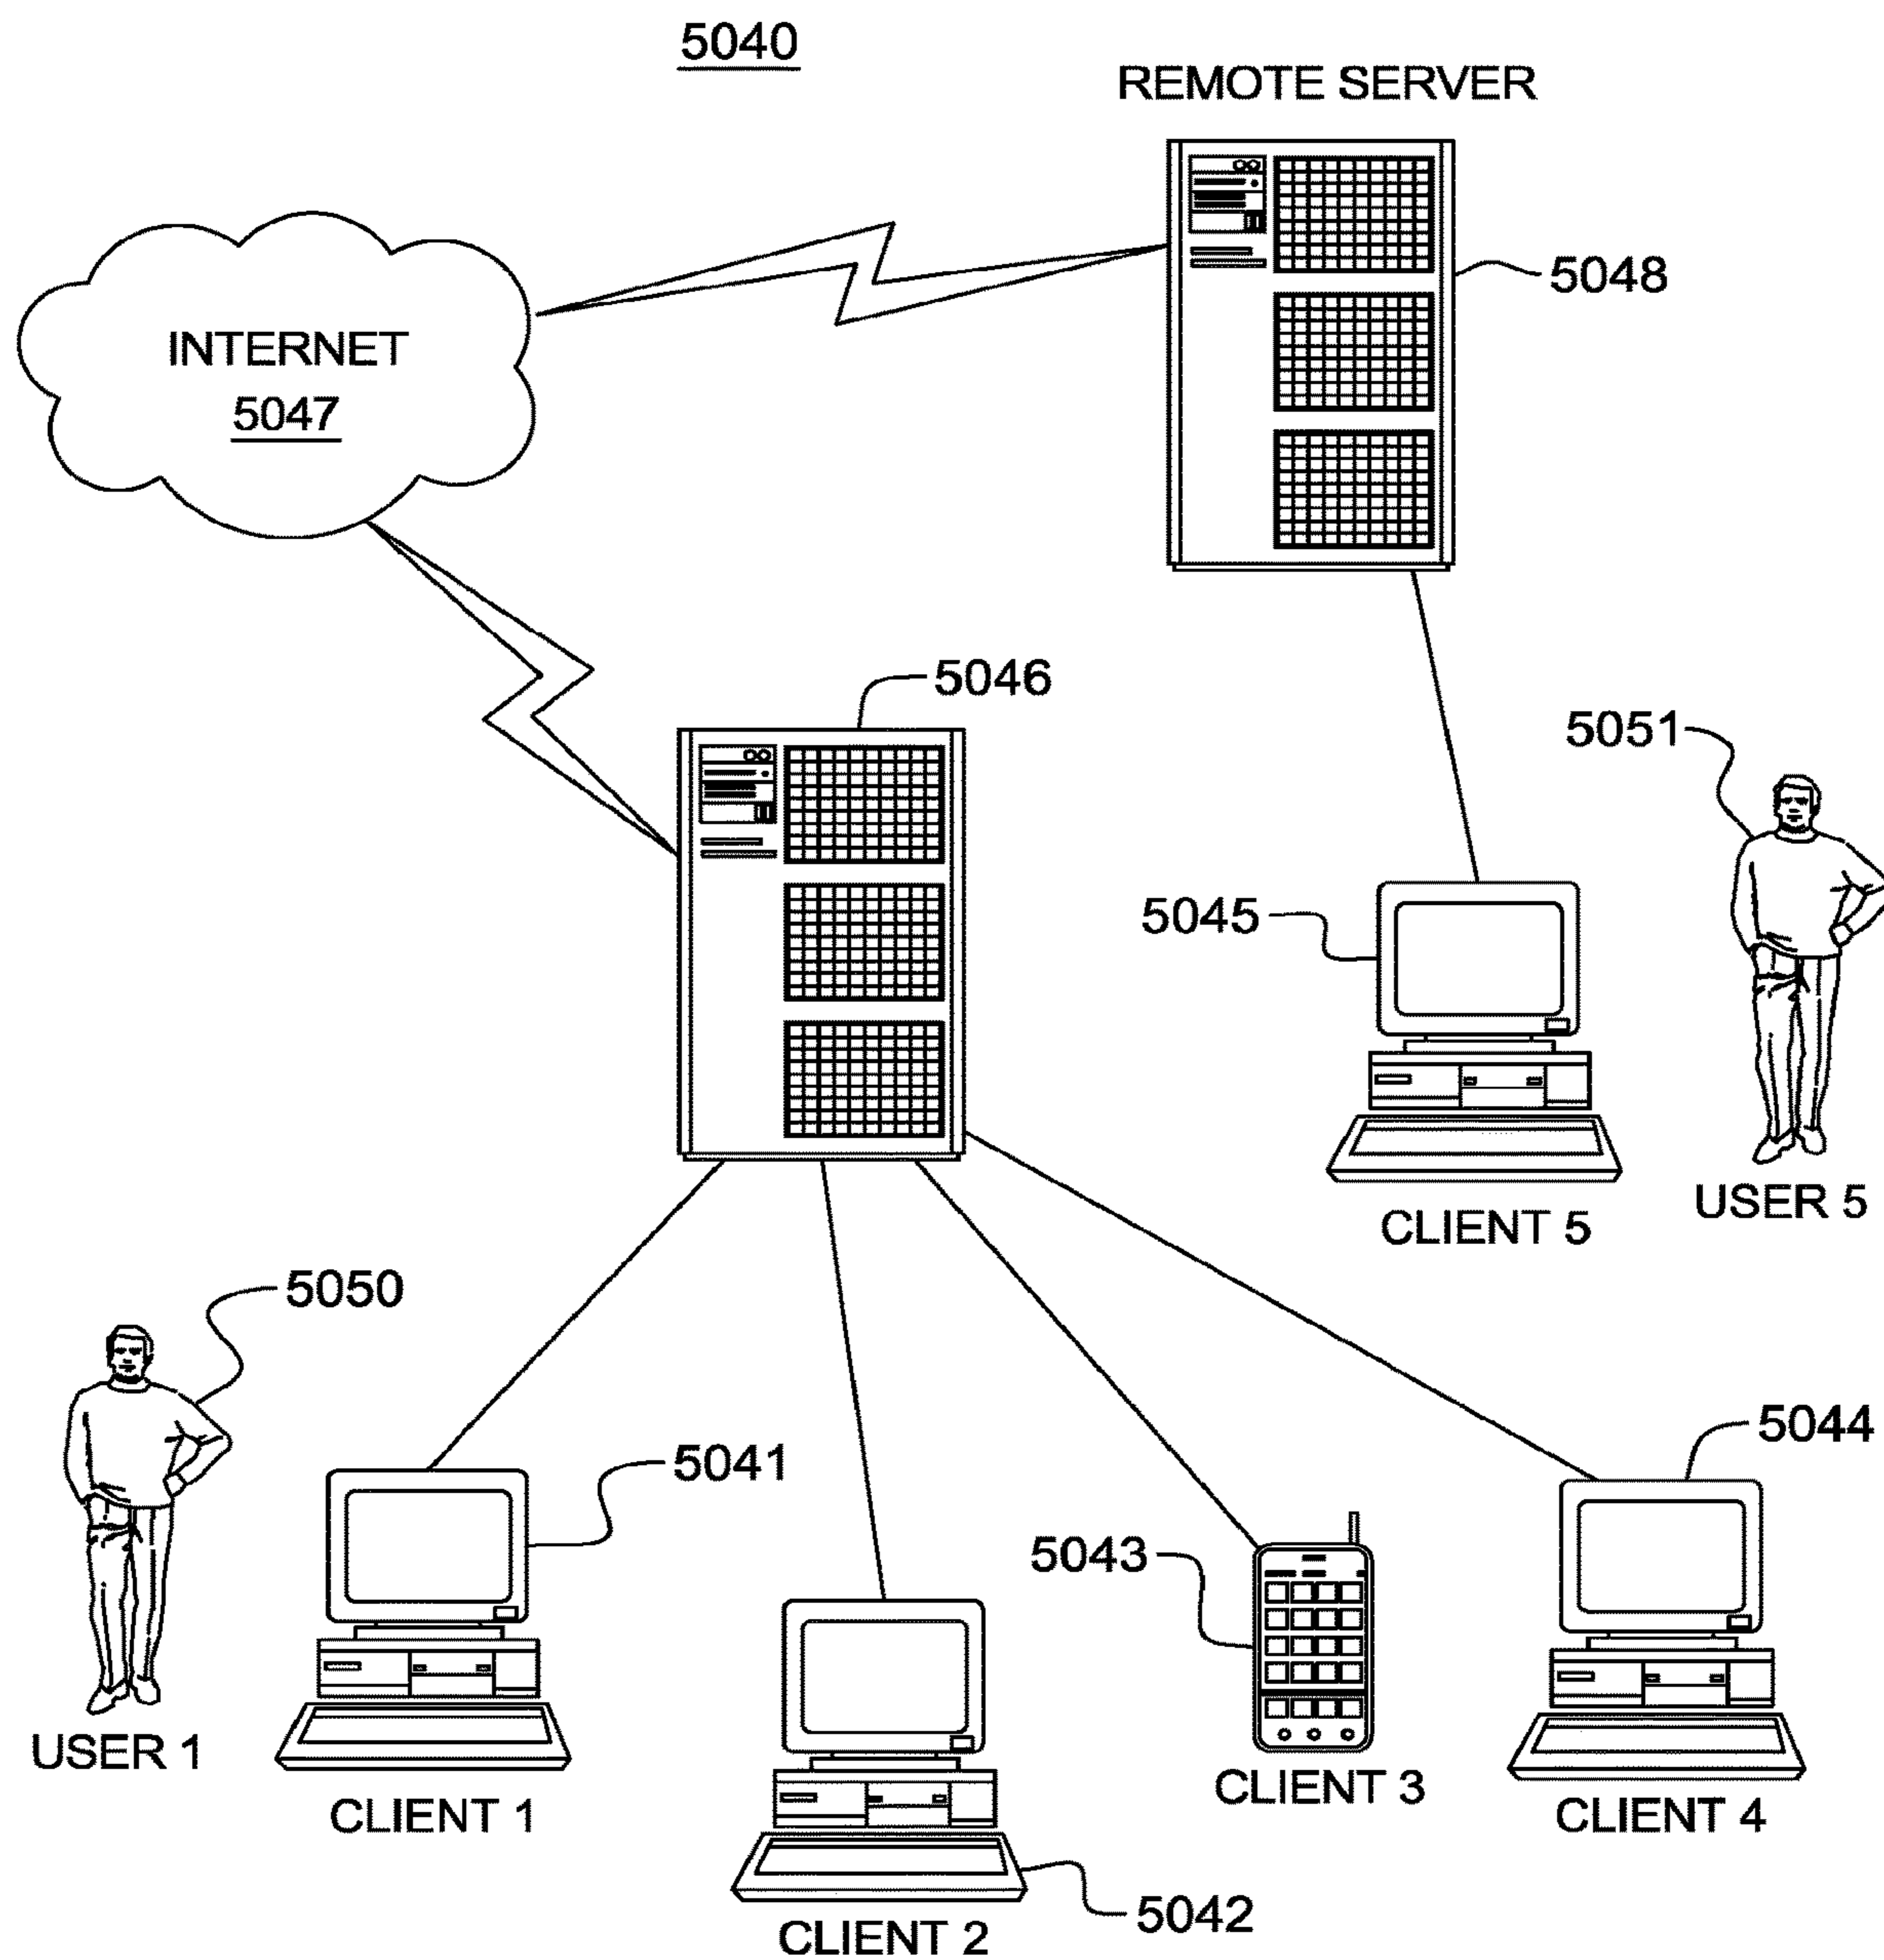 5040
REMOTE SERVER
INTERNET
5047
5048
5046
5051
5045
CLIENT 5
USER 5
5050
5041
5044
5043
USER 1
CLIENT 1
CLIENT 3
CLIENT 4
5042
CLIENT 2